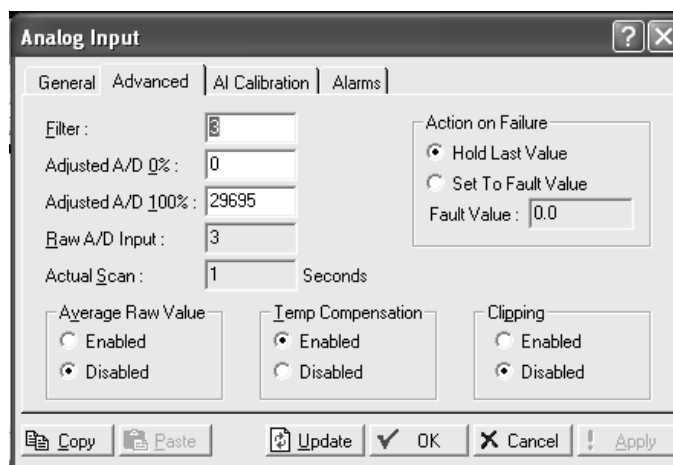 Analog Input
General Advanced AI Calibration Alarms
Filter : 3
Adjusted A/D 0% : 0
Adjusted A/D 100% : 29695
Raw A/D Input : 3
Actual Scan : 1 Seconds
Action on Failure
Hold Last Value
Set To Fault Value
Fault Value : 0.0
Average Raw Value
Enabled
Disabled
Temp Compensation
Enabled
Disabled
Clipping
Enabled
Disabled
Copy Paste Update OK Cancel Apply